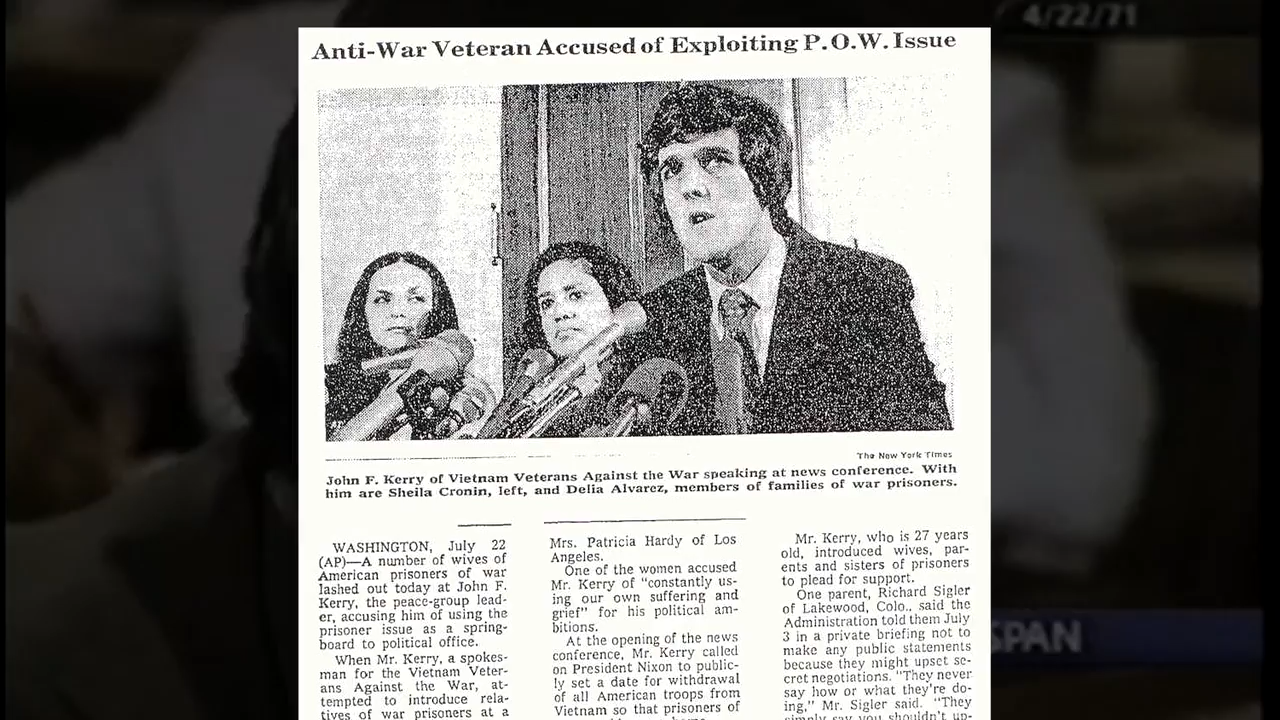 4/22/71
Anti-War Veteran Accused of Exploiting P.O.W. Issue
The New York Times
John F. Kerry of Vietnam Veterans Against the War speaking at news conference. With
him are Sheila Cronin, left, and Delia Alvarez, members of families of war prisoners.
WASHINGTON, July 22
(AP)—A number of wives of
American prisoners of war
lashed out today at John F.
Kerry, the peace-group lead-
er, accusing him of using the
prisoner issue as a spring-
board to political office.
When Mr. Kerry, a spokes-
man for the Vietnam Veter-
ans Against the War, at-
tempted to introduce rela-
tives of war prisoners at a
Mrs. Patricia Hardy of Los
Angeles.
One of the women accused
Mr. Kerry of "constantly us-
ing our own suffering and
grief" for his political am-
bitions.
At the opening of the news
conference, Mr. Kerry called
on President Nixon to public-
ly set a date for withdrawal
of all American troops from
Vietnam so that prisoners of
Mr. Kerry, who is 27 years
old, introduced wives, par-
ents and sisters of prisoners
to plead for support.
One parent, Richard Sigler
of Lakewood, Colo., said the
Administration told them July
3 in a private briefing not to
make any public statements
because they might upset se-
cret negotiations. "They never
say how or what they're do-
ing," Mr. Sigler said. "They
simply say you shouldn't up-
SPAN